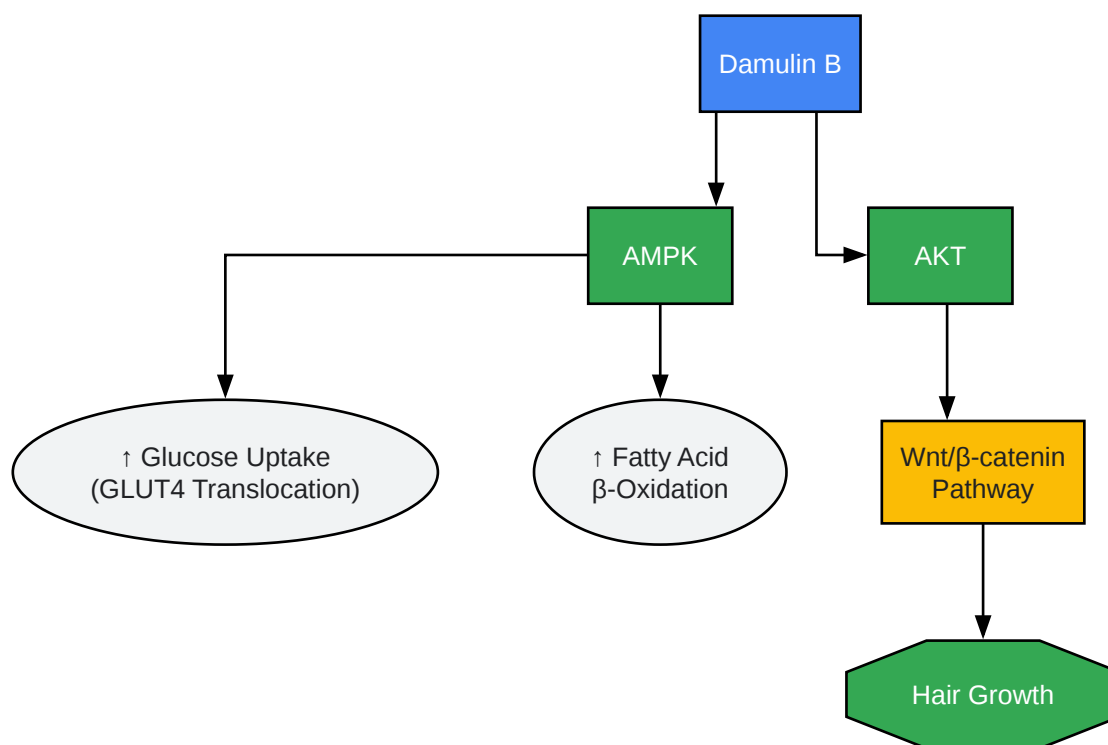 Damulin B
AMPK
AKT
↑ Glucose Uptake
(GLUT4 Translocation)
↑ Fatty Acid
β-Oxidation
Wnt/β-catenin
Pathway
Hair Growth